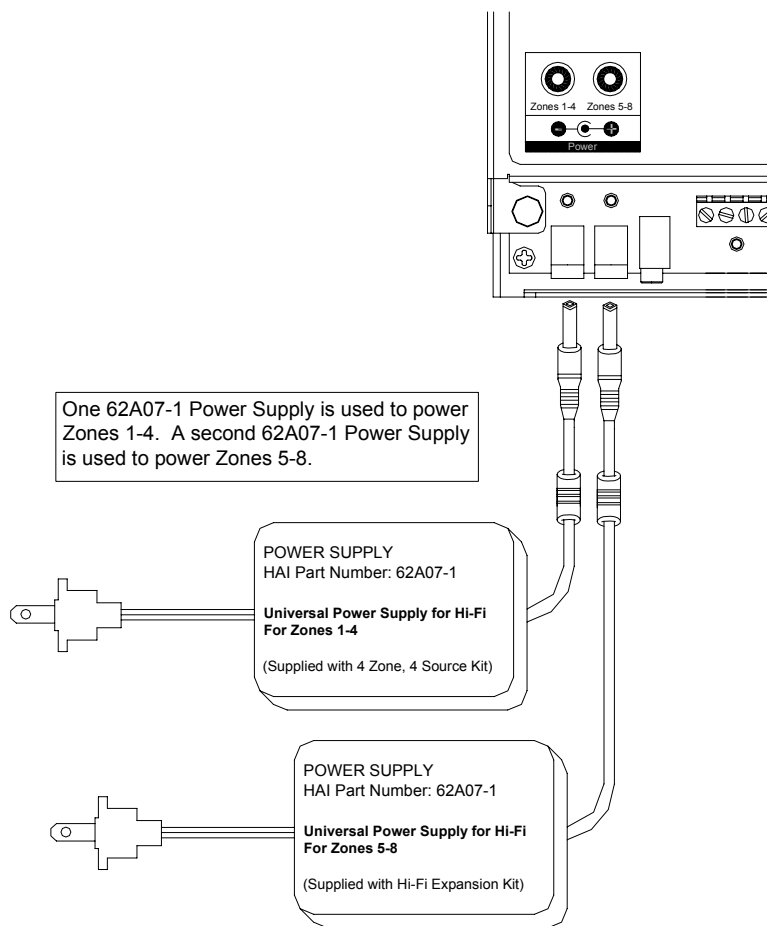 Zones 1-4 Zones 5-8
Power
One 62A07-1 Power Supply is used to power
Zones 1-4. A second 62A07-1 Power Supply
is used to power Zones 5-8.
POWER SUPPLY
HAI Part Number: 62A07-1
Universal Power Supply for Hi-Fi
For Zones 1-4
(Supplied with 4 Zone, 4 Source Kit)
POWER SUPPLY
HAI Part Number: 62A07-1
Universal Power Supply for Hi-Fi
For Zones 5-8
(Supplied with Hi-Fi Expansion Kit)